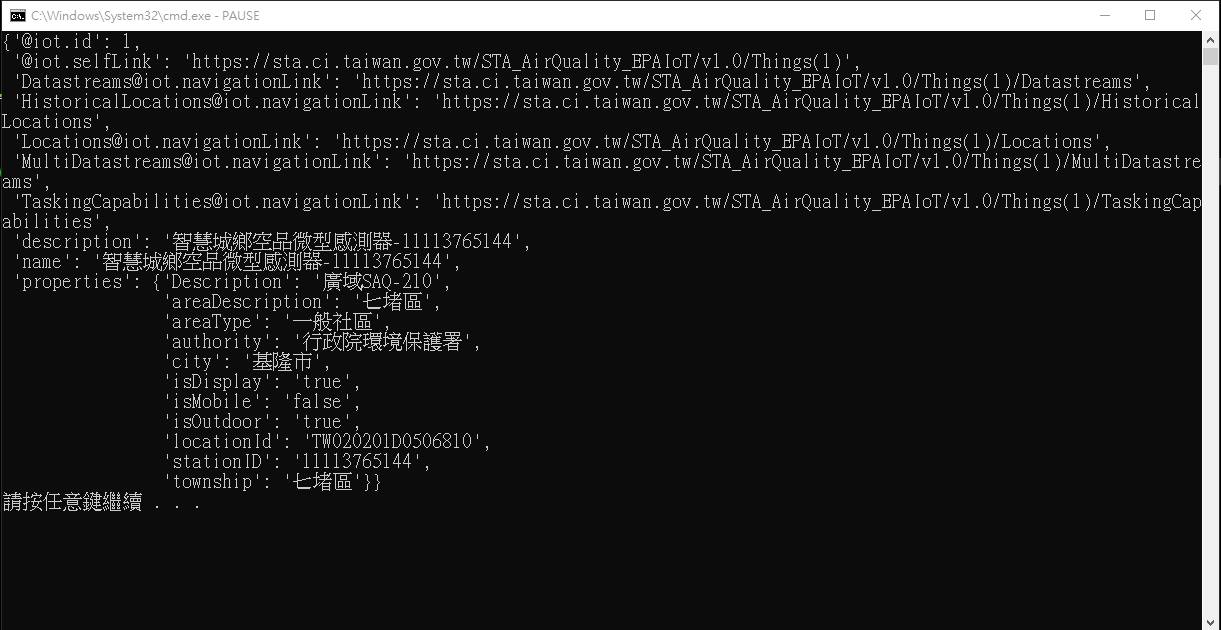 C:\Windows\System32\cmd.exe - PAUSE
{'@iot.id': 1,
 '@iot.selfLink': 'https://sta.ci.taiwan.gov.tw/STA_AirQuality_EPAIoT/v1.0/Things(1)',
 'Datastreams@iot.navigationLink': 'https://sta.ci.taiwan.gov.tw/STA_AirQuality_EPAIoT/v1.0/Things(1)/Datastreams',
 'HistoricalLocations@iot.navigationLink': 'https://sta.ci.taiwan.gov.tw/STA_AirQuality_EPAIoT/v1.0/Things(1)/Historical
Locations',
 'Locations@iot.navigationLink': 'https://sta.ci.taiwan.gov.tw/STA_AirQuality_EPAIoT/v1.0/Things(1)/Locations',
 'MultiDatastreams@iot.navigationLink': 'https://sta.ci.taiwan.gov.tw/STA_AirQuality_EPAIoT/v1.0/Things(1)/MultiDatastre
ams',
 'TaskingCapabilities@iot.navigationLink': 'https://sta.ci.taiwan.gov.tw/STA_AirQuality_EPAIoT/v1.0/Things(1)/TaskingCap
abilities',
 'description': '智慧城鄉空品微型感測器-11113765144',
 'name': '智慧城鄉空品微型感測器-11113765144',
 'properties': {'Description': '廣域SAQ-210',
                'areaDescription': '七堵區',
                'areaType': '一般社區',
                'authority': '行政院環境保護署',
                'city': '基隆市',
                'isDisplay': 'true',
                'isMobile': 'false',
                'isOutdoor': 'true',
                'locationId': 'TW020201D0506810',
                'stationID': '11113765144',
                'township': '七堵區'}}
請按任意鍵繼續 . . .